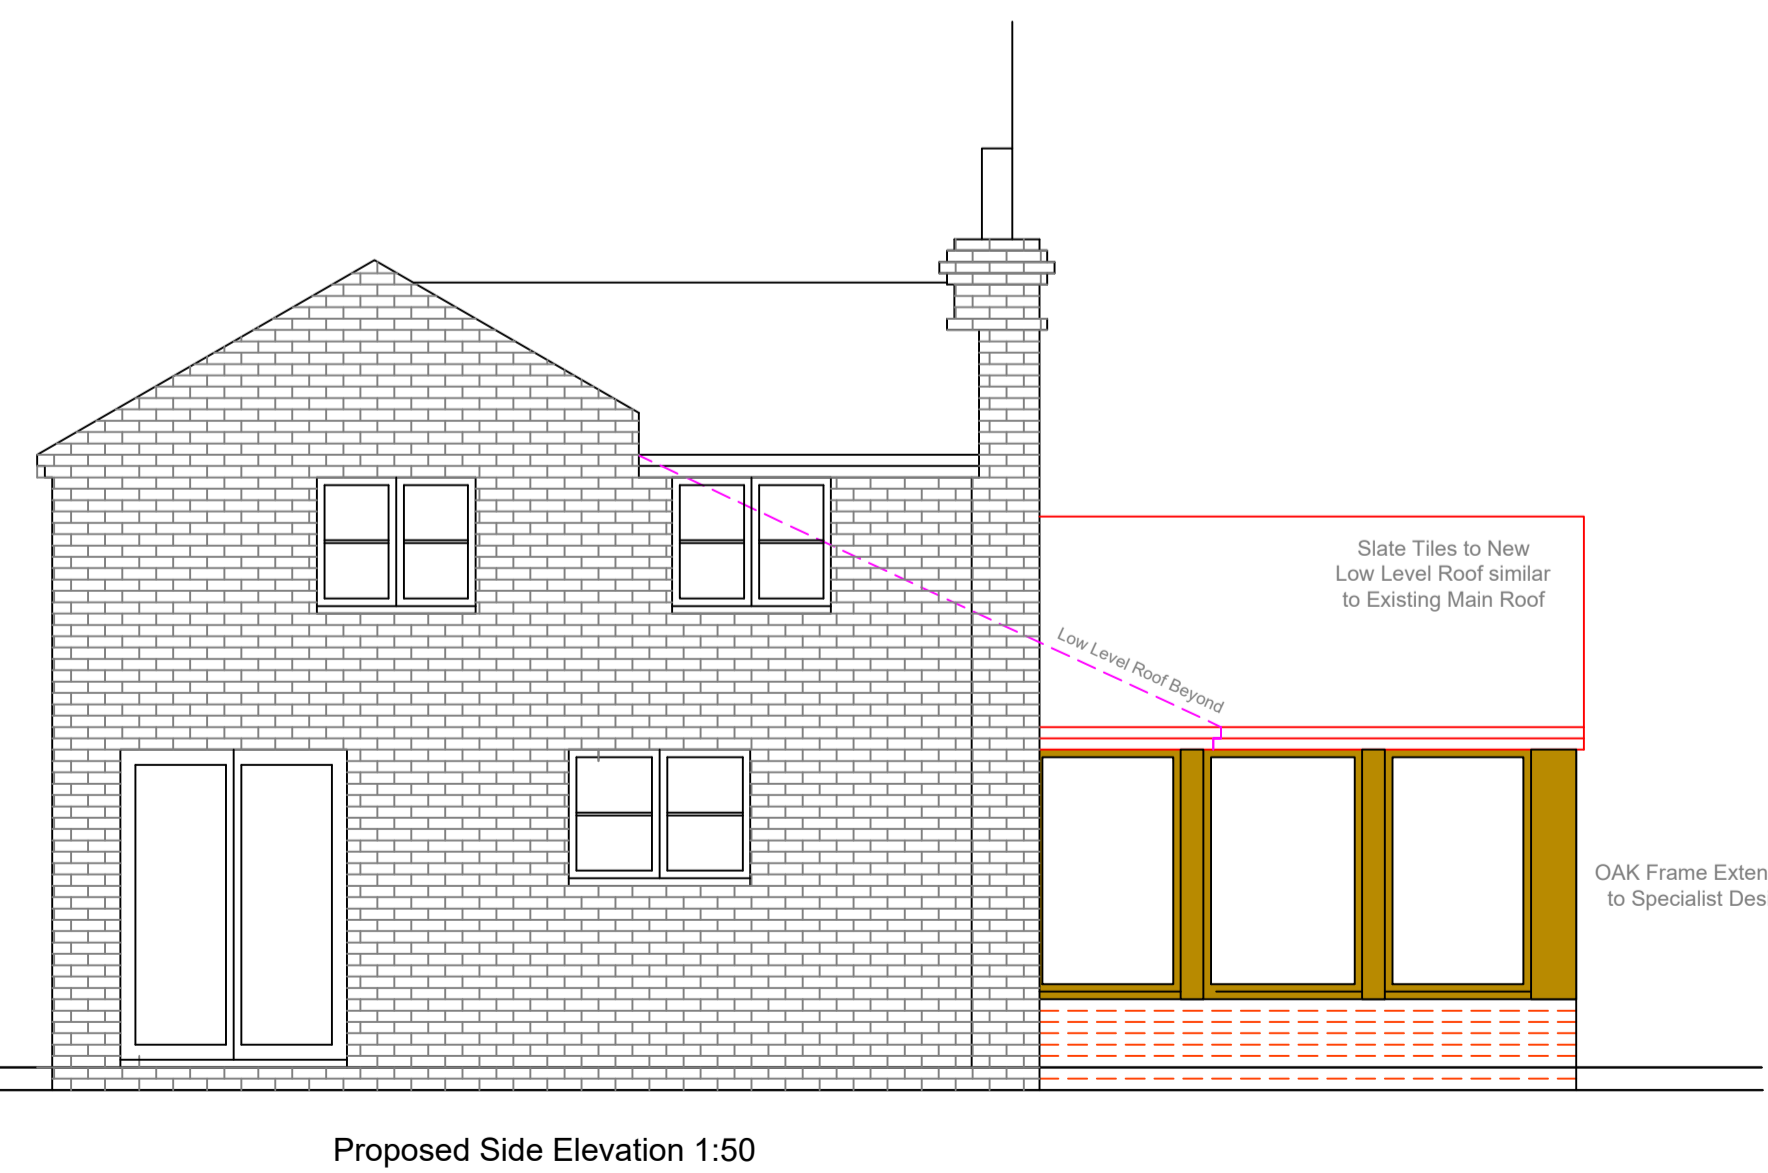 Slate Tiles to New
Low Level Roof similar
to Existing Main Roof
Low Level Roof Beyond
OAK Frame Exten
to Specialist Des
Proposed Side Elevation 1:50